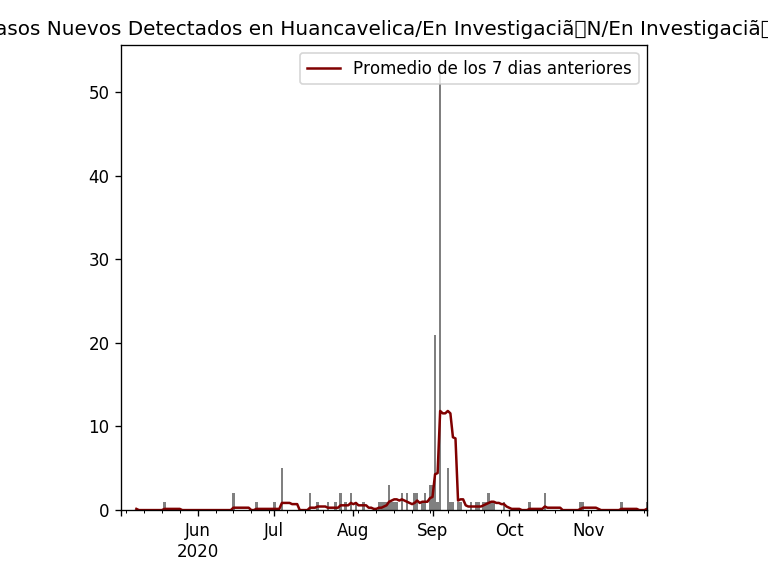 asos Nuevos Detectados en Huancavelica/En Investigaciã▯N/En Investigaciã▯
Promedio de los 7 dias anteriores
50
40
30
20
10
0
Jun Jul Aug Sep Oct Nov
2020